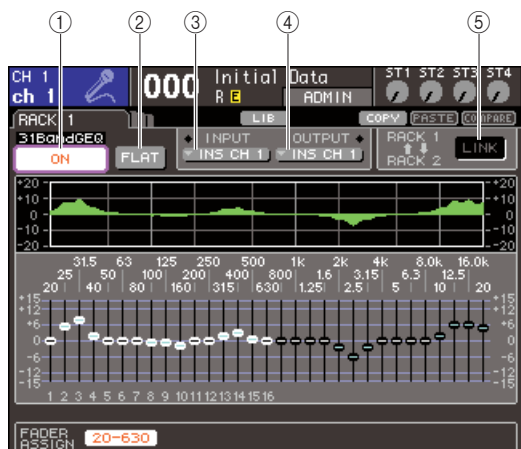 ① ② ③ ④ ⑤
CH 1
ch 1
000 Initial Data
R E ADMIN
ST1 ST2 ST3 ST4
RACK 1
LIB
COPY PASTE COMPARE
31BandGEQ
ON
FLAT
INPUT
INS CH 1
OUTPUT
INS CH 1
RACK 1
RACK 2
LINK
+20 +20
+10 +10
0 0
-10 -10
-20 -20
31.5 63 125 250 500 1k 2k 4k 8.0k 16.0k
25 50 100 200 400 800 1.6 3.15 6.3 12.5
20 40 80 160 315 630 1.25 2.5 5 10 20
+15 +15
+12 +12
+6 +6
0 0
-6 -6
-12 -12
-15 -15
1 2 3 4 5 6 7 8 9 10 11 12 13 14 15 16
FADER
ASSIGN
20-630